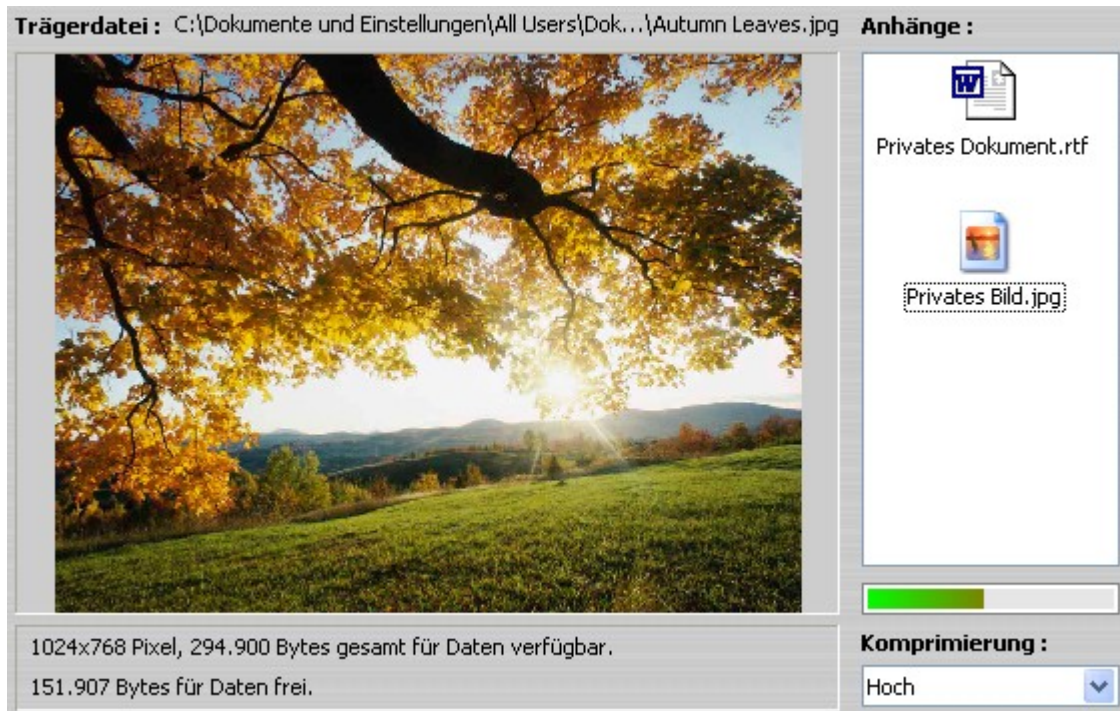 Trägerdatei : C:\Dokumente und Einstellungen\All Users\Dok...\Autumn Leaves.jpg
Anhänge :
W
Privates Dokument.rtf
Privates Bild.jpg
1024x768 Pixel, 294.900 Bytes gesamt für Daten verfügbar.
151.907 Bytes für Daten frei.
Komprimierung :
Hoch